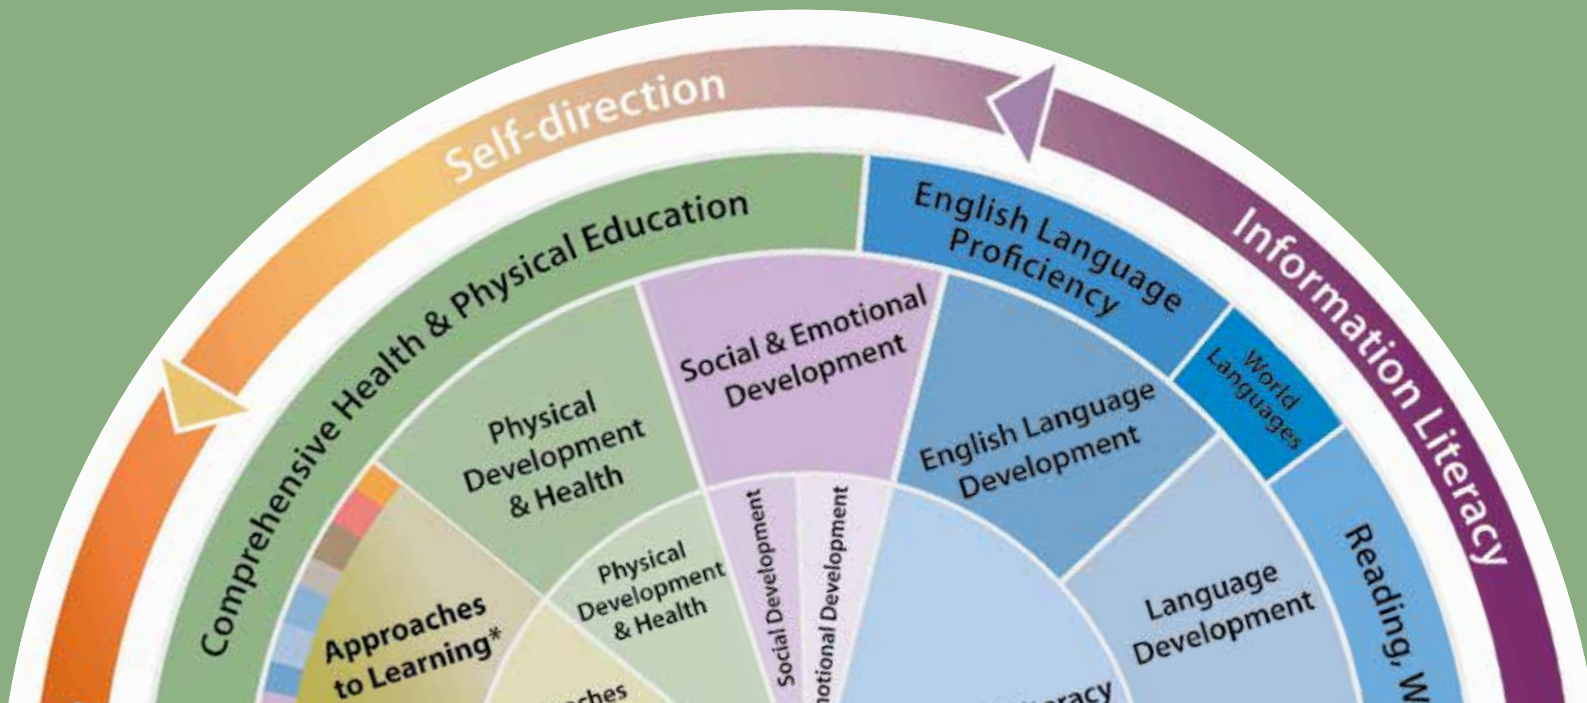 Self-direction
Information Literacy
Comprehensive Health & Physical Education
English Language
Proficiency
World
Languages
Reading,
Physical
Development
& Health
Social & Emotional
Development
English Language
Development
Language
Development
Approaches
to Learning*
Physical
Development
& Health
Social Development
Development